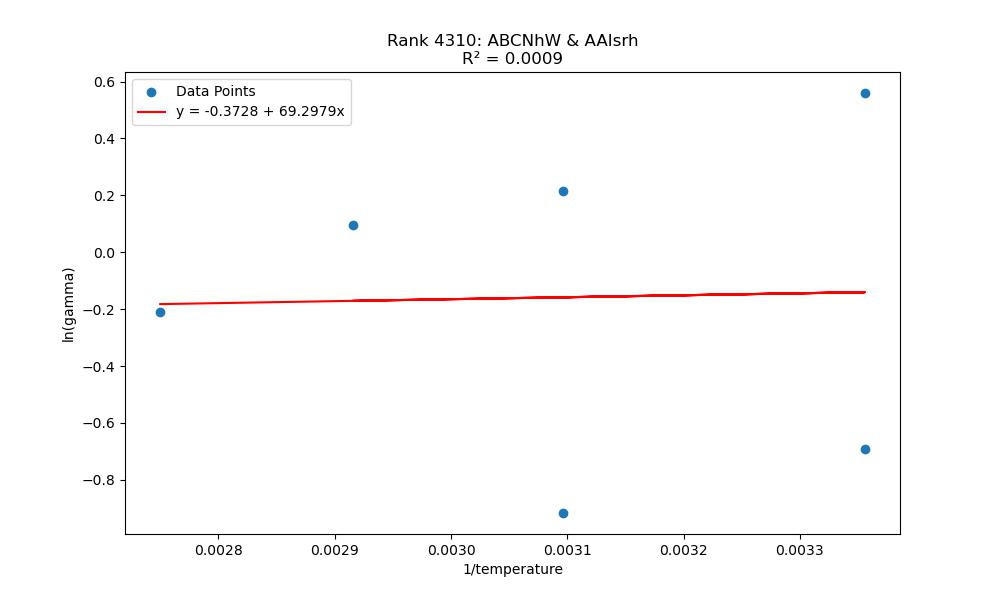 Rank 4310: ABCNhW & AAIsrh
R² = 0.0009
Data Points
y = -0.3728 + 69.2979x
0.6
0.4
0.2
0.0
−0.2
−0.4
−0.6
−0.8
ln(gamma)
0.0028
0.0029
0.0030
0.0031
0.0032
0.0033
1/temperature